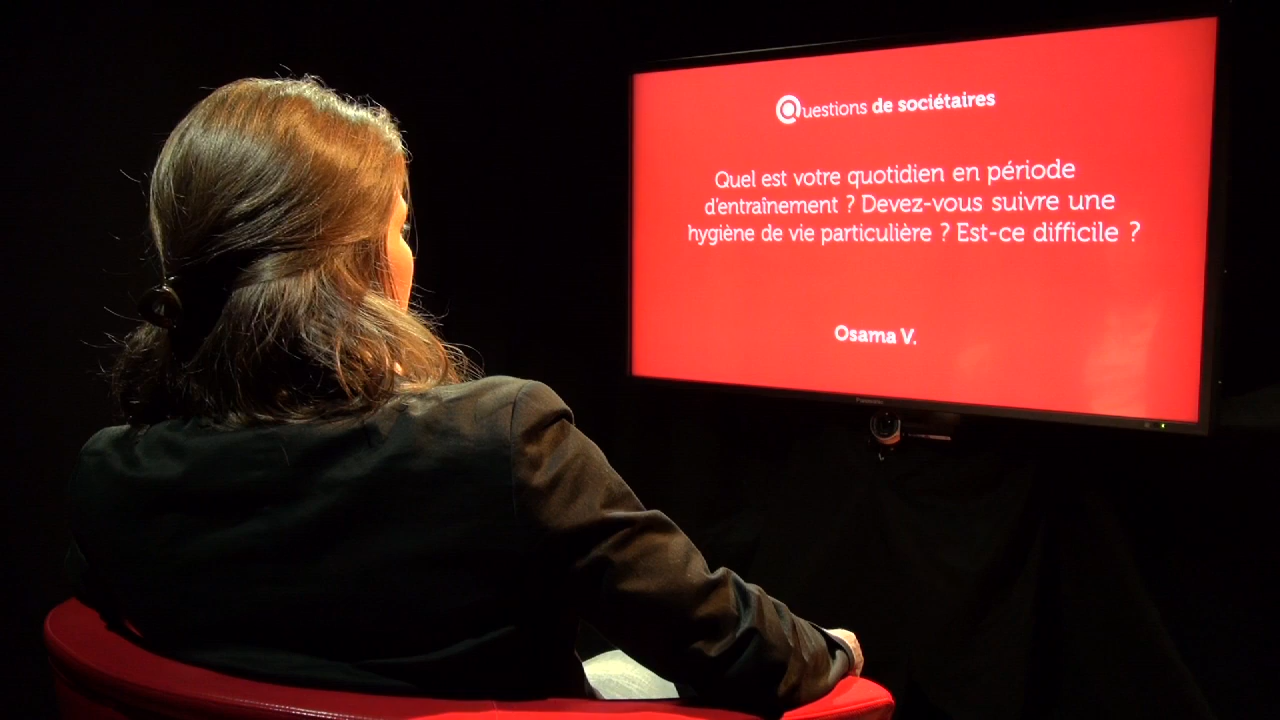 Questions de sociétaires
Quel est votre quotidien en période
d'entraînement ? Devez-vous suivre une
hygiène de vie particulière ? Est-ce difficile ?
Osama V.
Panasonic